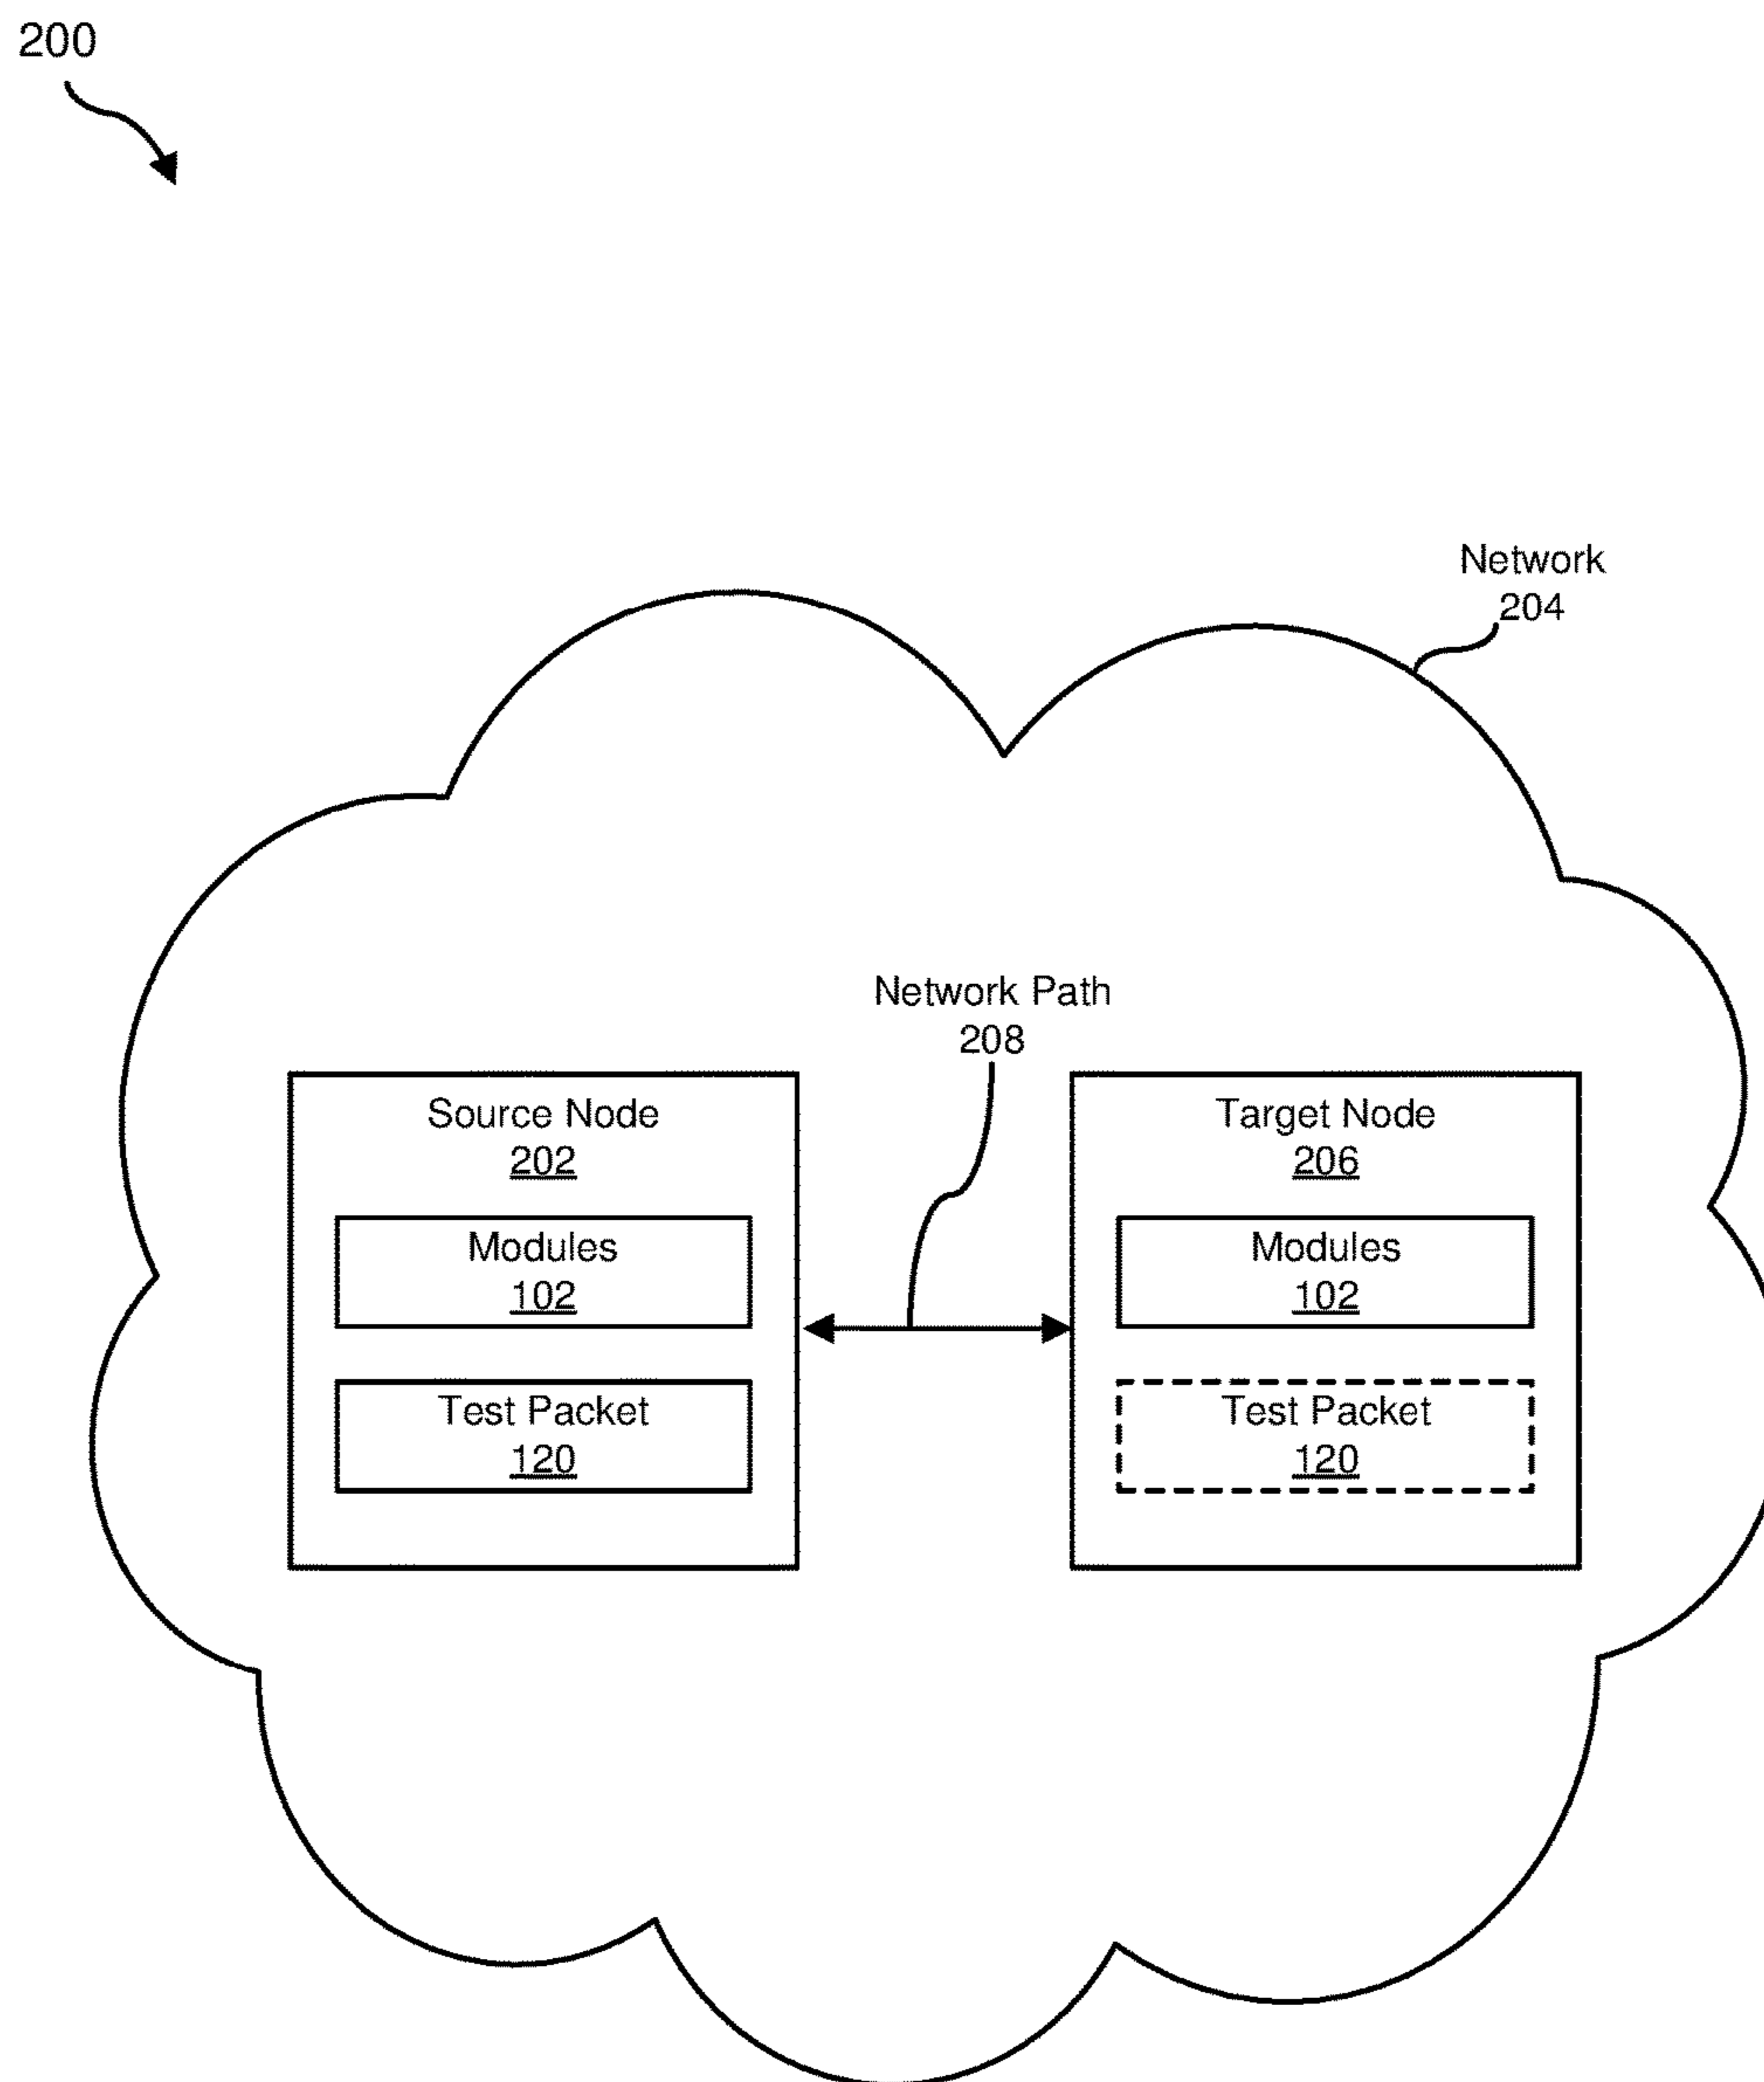 200
Network
204
Network Path
208
Source Node
202
Modules
102
Test Packet
120
Target Node
206
Modules
102
Test Packet
120